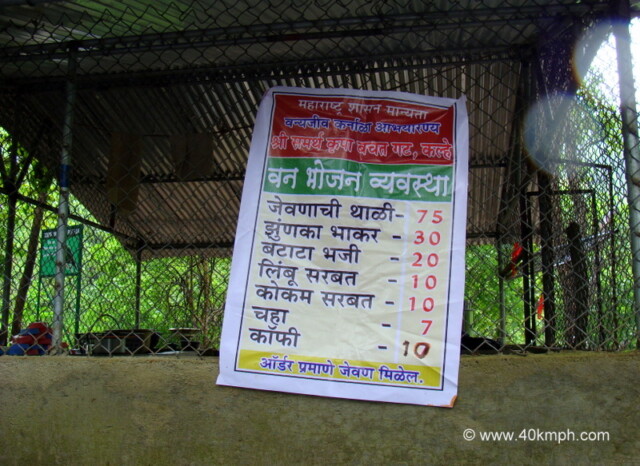 महाराष्ट्र शासन मान्यता
वन्यजीव कर्नाळा अभयारण्य
श्री समर्थ कृपा बचत गट, कल्हे
वन भोजन व्यवस्था
जेवणाची थाळी- 75
झुंणका भाकर - 30
बटाटा भजी - 20
लिंबू सरबत - 10
कोकम सरबत - 10
चहा - 7
कॉफी - 10
ऑर्डर प्रमाणे जेवण मिळेल.
© www.40kmph.com